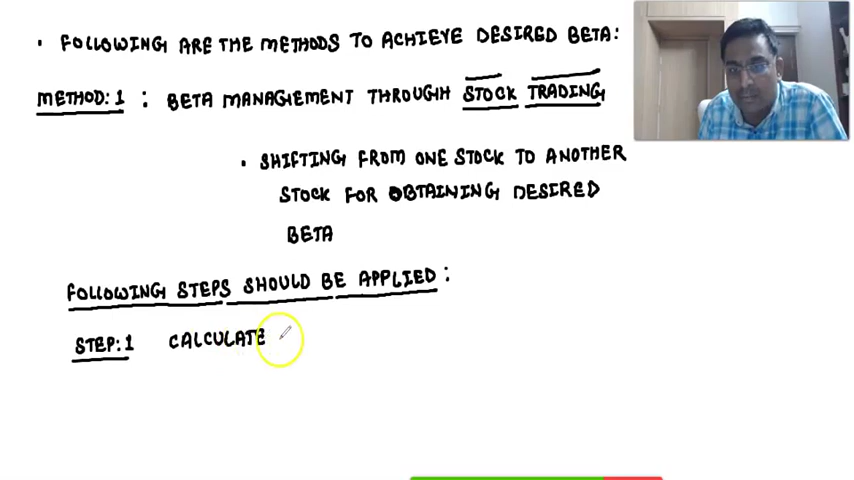 • FOLLOWING ARE THE METHODS TO ACHIEVE DESIRED BETA:
METHOD:1 : BETA MANAGEMENT THROUGH STOCK TRADING
• SHIFTING FROM ONE STOCK TO ANOTHER
STOCK FOR OBTAINING DESIRED
BETA
FOLLOWING STEPS SHOULD BE APPLIED:
STEP:1 CALCULATE